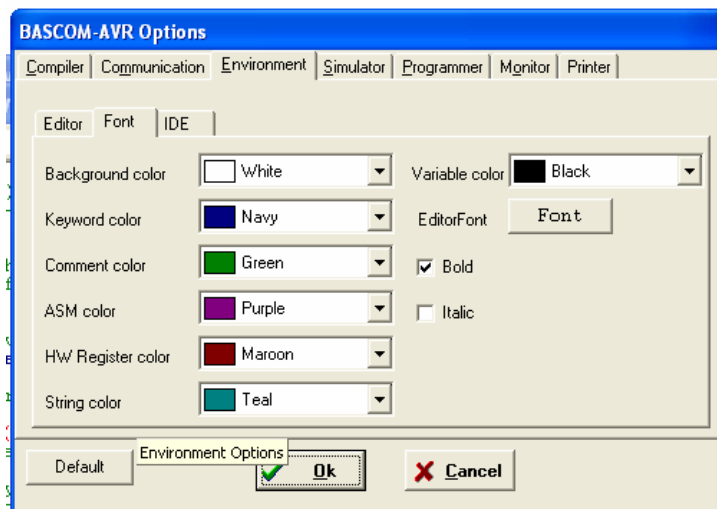 BASCOM-AVR Options
Compiler Communication Environment Simulator Programmer Monitor Printer
Editor Font IDE
Background color White Variable color Black
Keyword color Navy EditorFont Font
Comment color Green Bold
ASM color Purple Italic
HW Register color Maroon
String color Teal
Environment Options
Default Ok Cancel